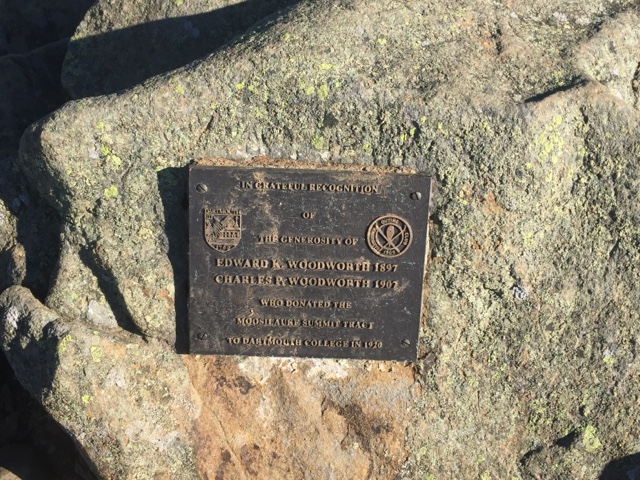 IN GRATEFUL RECOGNITION
OF
THE GENEROSITY OF
EDWARD K. WOODWORTH 1897
CHARLES P. WOODWORTH 1907
WHO DONATED THE
MOOSILAUKE SUMMIT TRACT
TO DARTMOUTH COLLEGE IN 1920